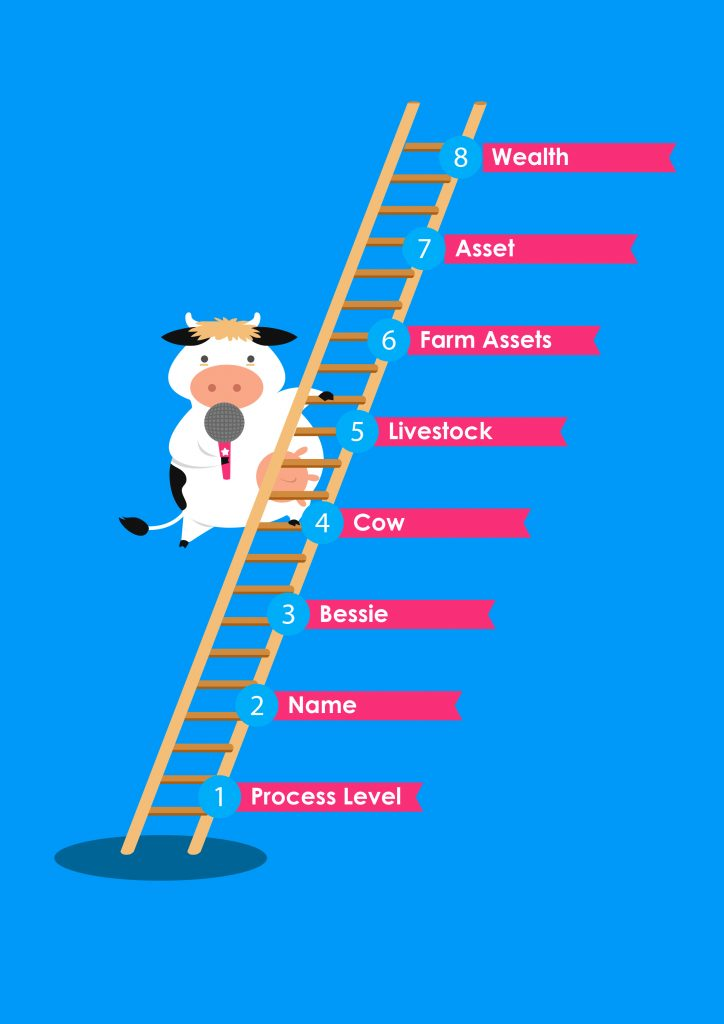 8 Wealth
7 Asset
6 Farm Assets
5 Livestock
4 Cow
3 Bessie
2 Name
1 Process Level